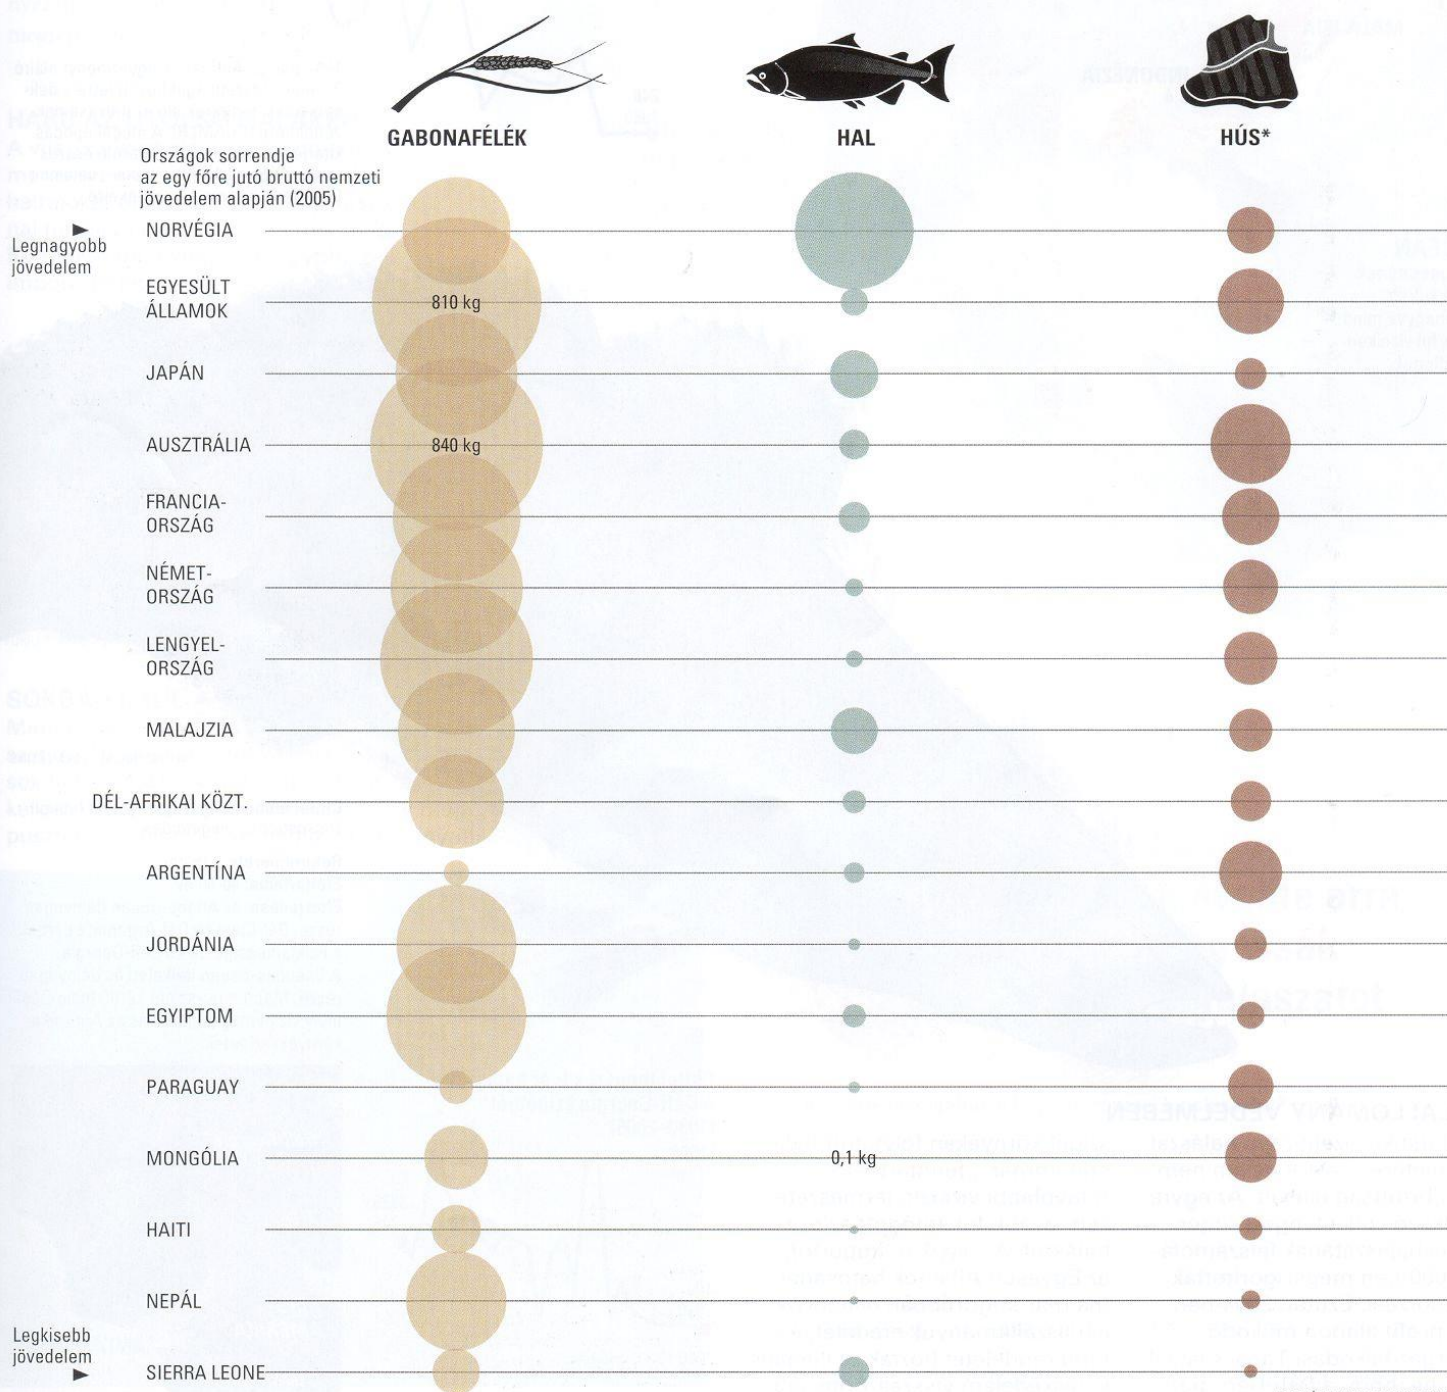 GABONAFÉLÉK
HAL
HÚS*
Országok sorrendje
az egy főre jutó bruttó nemzeti
jövedelem alapján (2005)
Legnagyobb
jövedelem
NORVÉGIA
EGYESÜLT
ÁLLAMOK
810 kg
JAPÁN
AUSZTRÁLIA
840 kg
FRANCIA-
ORSZÁG
NÉMET-
ORSZÁG
LENGYEL-
ORSZÁG
MALAJZIA
DÉL-AFRIKAI KÖZT.
ARGENTÍNA
JORDÁNIA
EGYIPTOM
PARAGUAY
MONGÓLIA
0,1 kg
HAITI
NEPÁL
Legkisebb
jövedelem
SIERRA LEONE